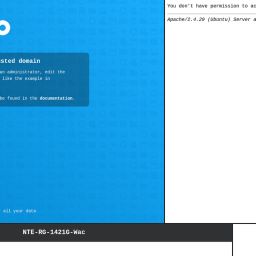 You don't have permission to ac
Apache/2.4.29 (Ubuntu) Server a
usted domain
an administrator, edit the
like the example in
be found in the documentation.
all your data
NTE-RG-1421G-Wac